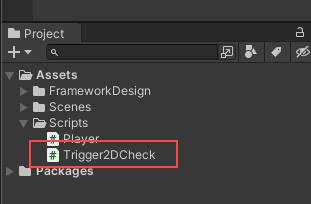 Project
Assets
FrameworkDesign
Scenes
Scripts
Player
Trigger2DCheck
Packages